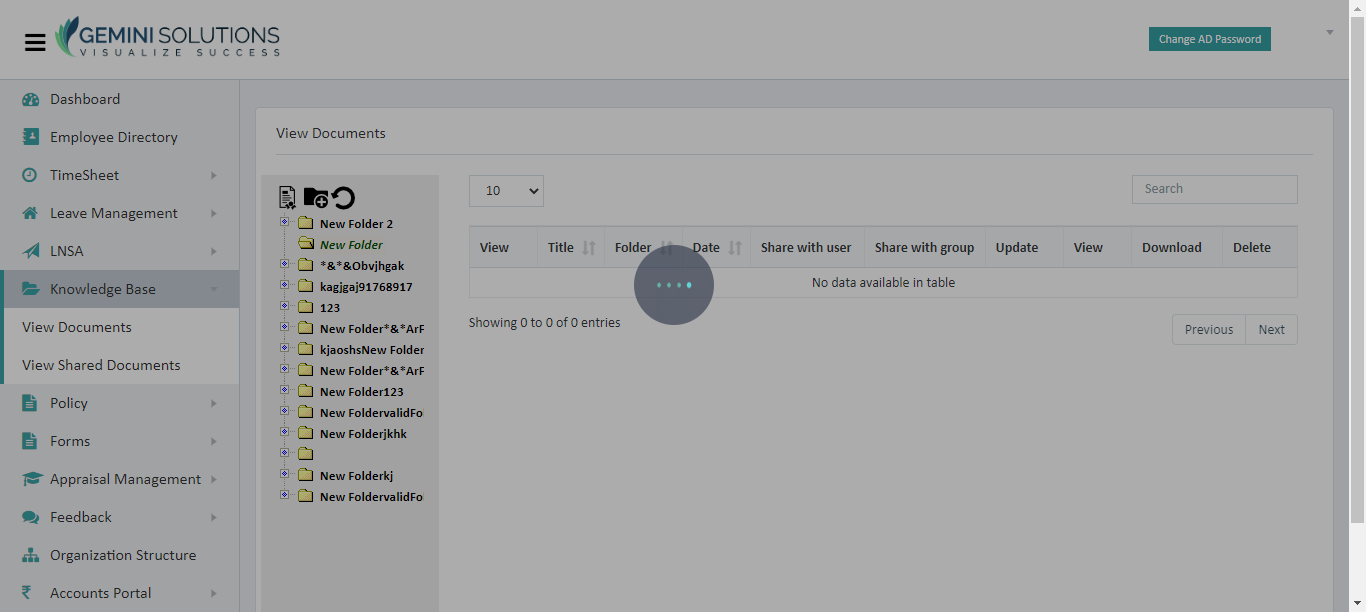 GEMINI SOLUTIONS
VISUALIZE SUCCESS
Change AD Password
Dashboard
Employee Directory
TimeSheet
Leave Management
LNSA
Knowledge Base
View Documents
View Shared Documents
Policy
Forms
Appraisal Management
Feedback
Organization Structure
Accounts Portal
View Documents
New Folder 2
New Folder
*&*&Obvjhgak
kagjgaj91768917
123
New Folder*&*ArF
kjaoshsNew Folder
New Folder*&*ArF
New Folder123
New FoldervalidFo
New Folderjkhk
New Folderkj
New FoldervalidFo
10
Search
View Title Folder Date Share with user Share with group Update View Download Delete
No data available in table
Showing 0 to 0 of 0 entries
Previous Next